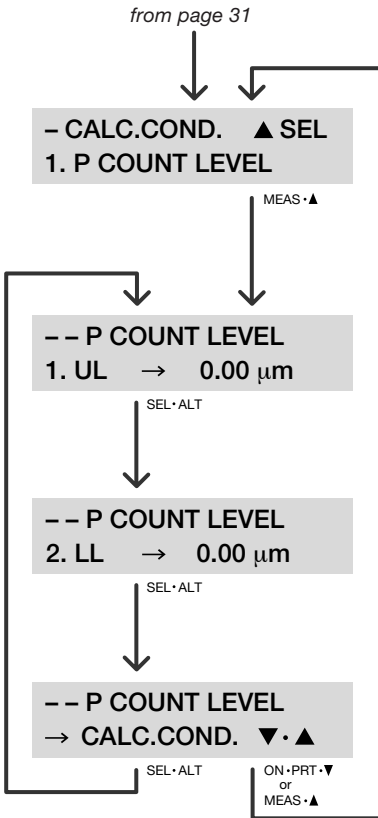 from page 31
– CALC.COND. ▲ SEL
1. P COUNT LEVEL
MEAS・▲
– – P COUNT LEVEL
1. UL → 0.00 μm
SEL・ALT
– – P COUNT LEVEL
2. LL → 0.00 μm
SEL・ALT
– – P COUNT LEVEL
→ CALC.COND. ▼・▲
SEL・ALT
ON・PRT・▼
or
MEAS・▲